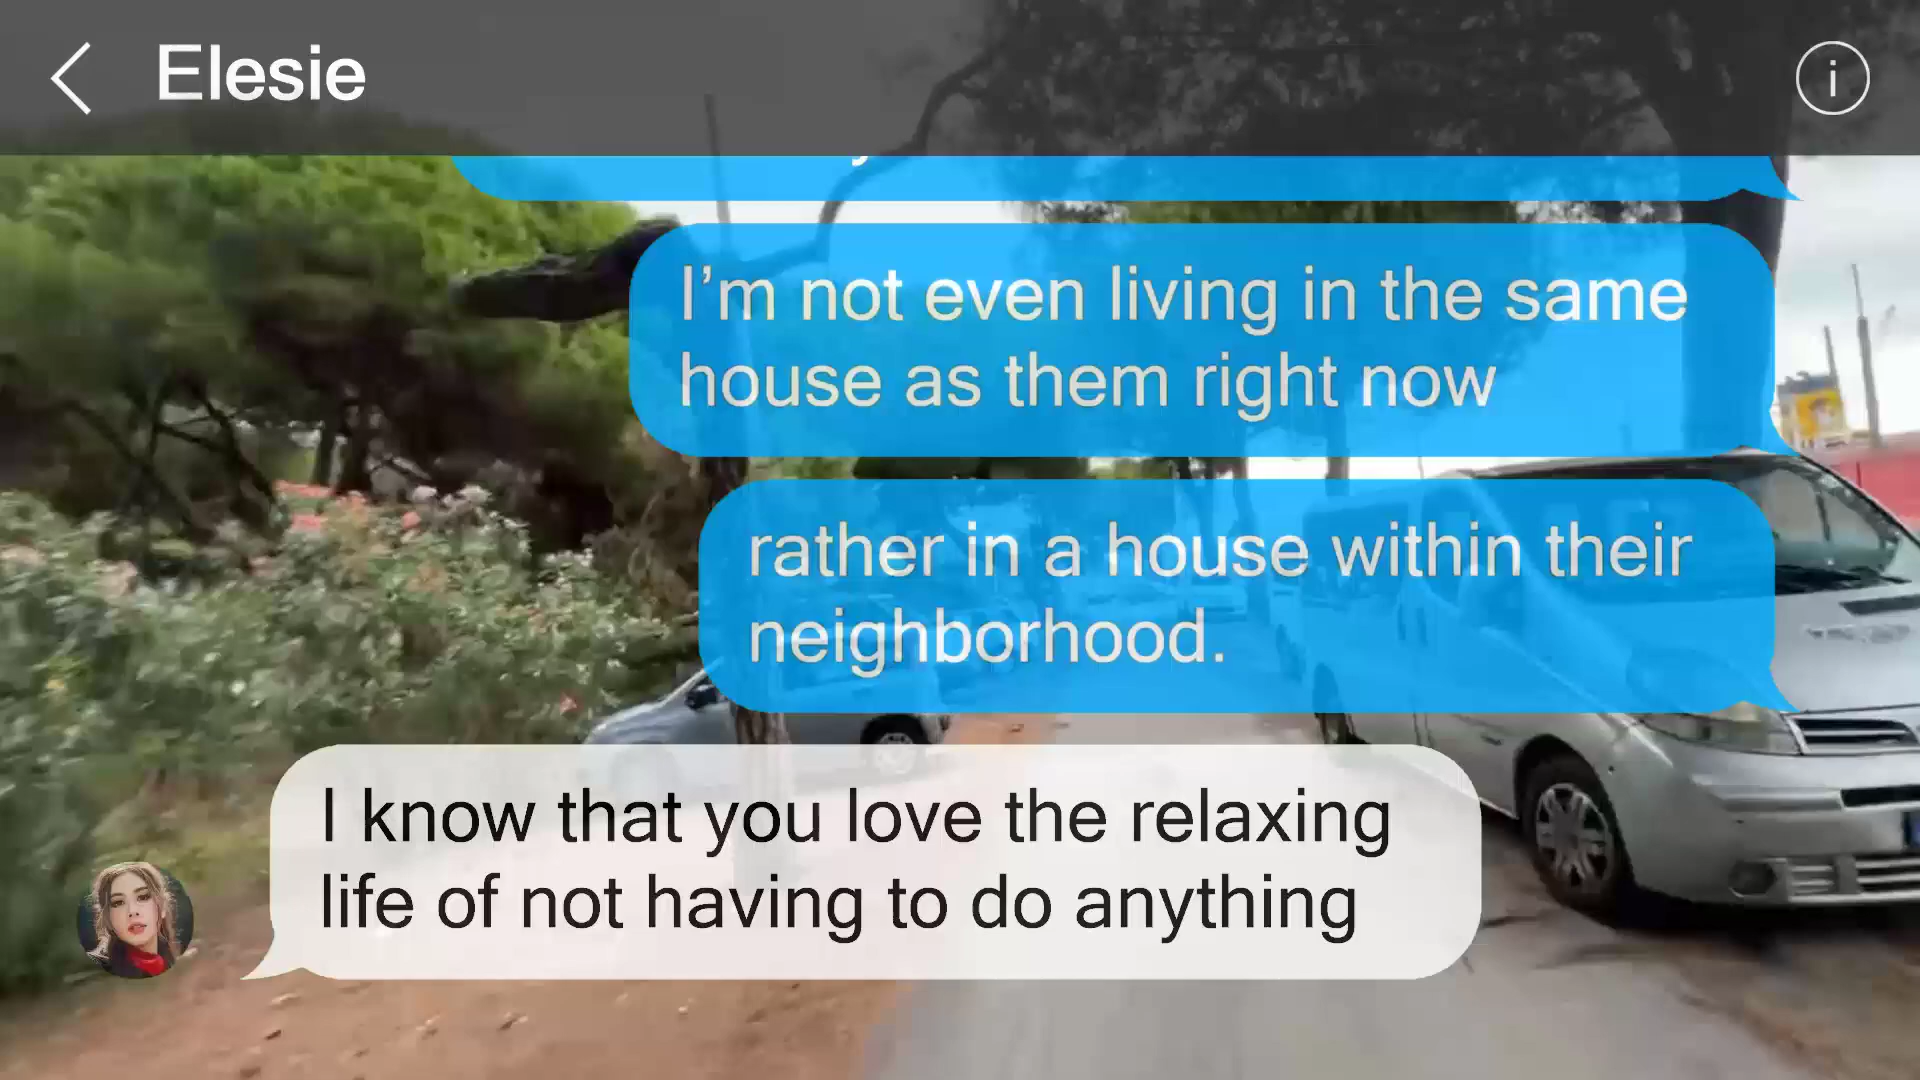 Elesie
I’m not even living in the same
house as them right now
rather in a house within their
neighborhood.
I know that you love the relaxing
life of not having to do anything